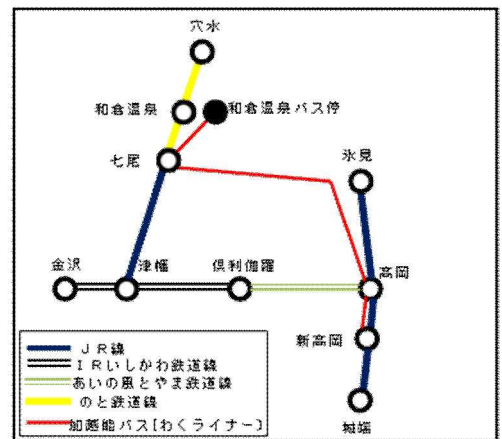 穴水
和倉温泉
和倉温泉バス停
七尾
氷見
金沢
津幡
倶利伽羅
高岡
新高岡
城端
JR線
IRいしかわ鉄道線
あいの風とやま鉄道線
のと鉄道線
加越能バス[わくライナー]